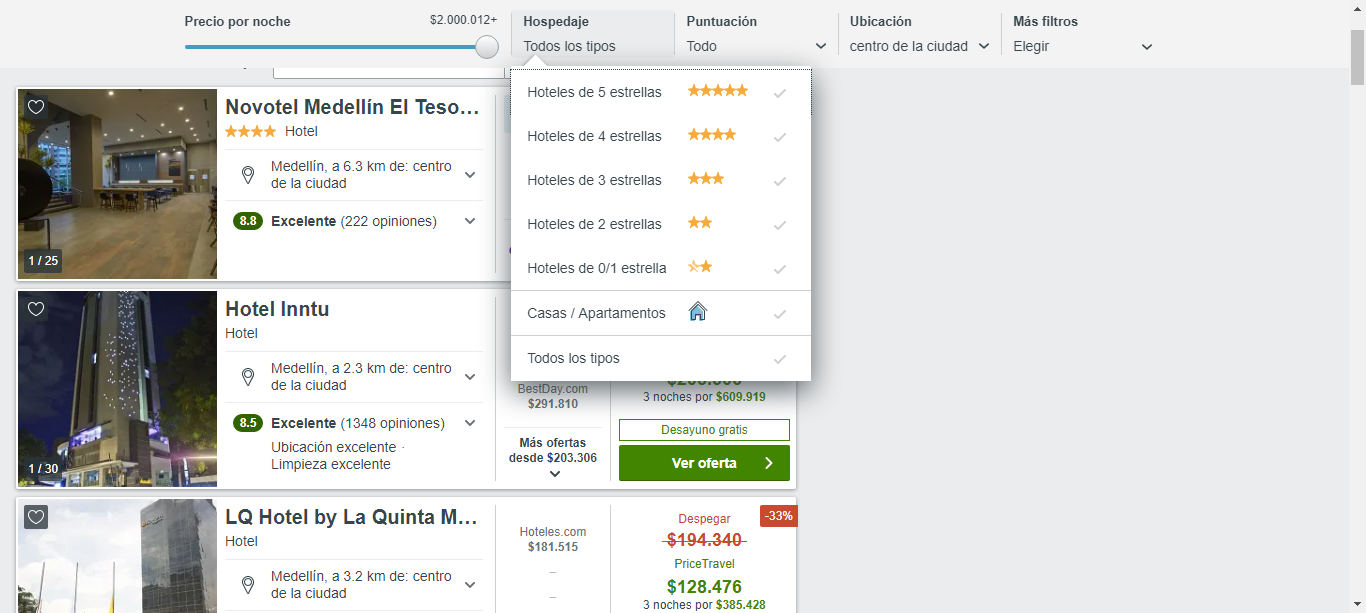 Precio por noche
$2.000.012+
Hospedaje
Todos los tipos
Puntuación
Todo
Ubicación
centro de la ciudad
Más filtros
Elegir
Hoteles de 5 estrellas
Hoteles de 4 estrellas
Hoteles de 3 estrellas
Hoteles de 2 estrellas
Hoteles de 0/1 estrella
Casas / Apartamentos
Todos los tipos
Novotel Medellín El Teso...
Hotel
Medellín, a 6.3 km de: centro
de la ciudad
8.8 Excelente (222 opiniones)
1 / 25
Hotel Inntu
Hotel
Medellín, a 2.3 km de: centro
de la ciudad
8.5 Excelente (1348 opiniones)
Ubicación excelente ·
Limpieza excelente
1 / 30
BestDay.com
$291.810
Más ofertas
desde $203.306
3 noches por $609.919
Desayuno gratis
Ver oferta
LQ Hotel by La Quinta M...
Hotel
Medellín, a 3.2 km de: centro
de la ciudad
Hoteles.com
$181.515
–
–
-33%
Despegar
$194.340
PriceTravel
$128.476
3 noches por $385.428